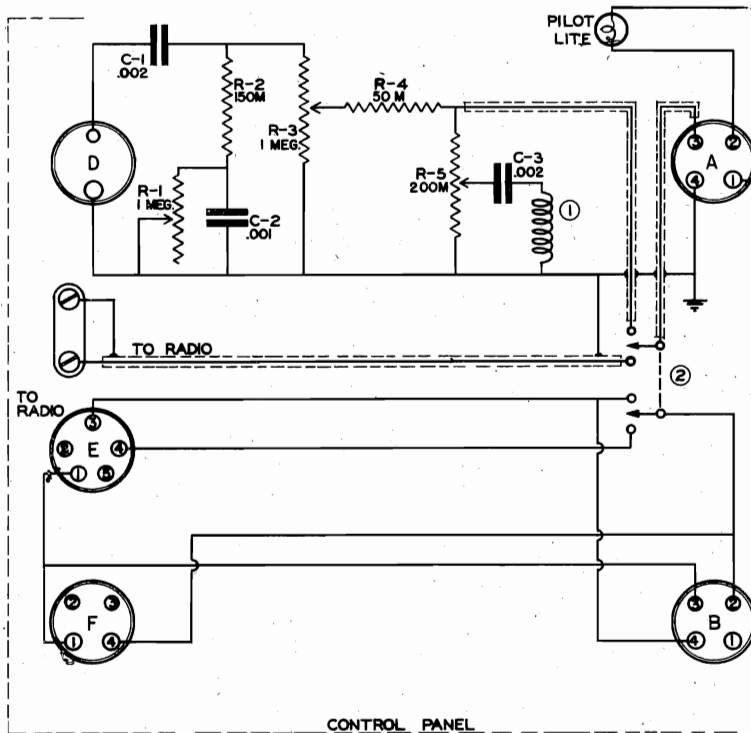 PILOT
LITE
C-1
.002
R-2
150M
R-4
50 M
R-3
1 MEG.
D
A
3
2
4
1
R-1
1 MEG.
C-2
.001
R-5
200M
C-3
.002
1
TO RADIO
2
TO
RADIO
3
2
E
4
1
5
2
3
F
1
4
3
2
B
4
1
CONTROL PANEL